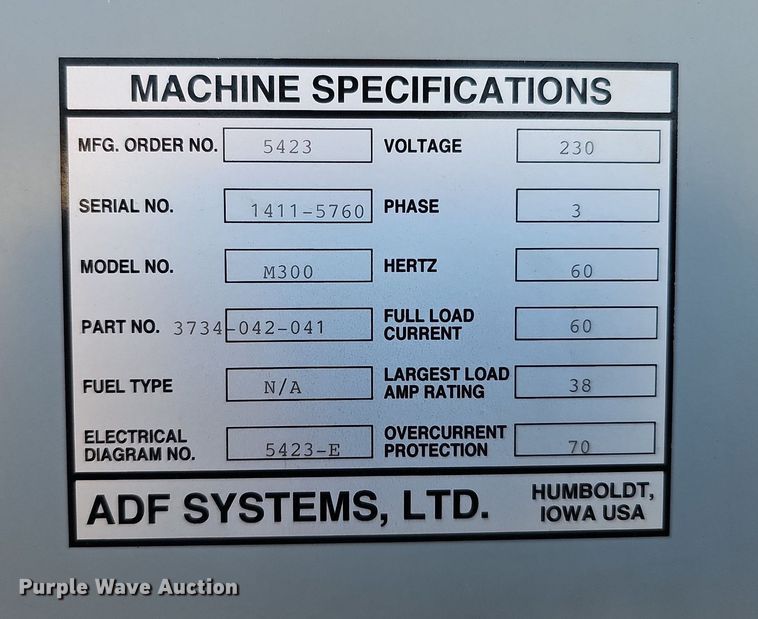 MACHINE SPECIFICATIONS
MFG. ORDER NO. 5423 VOLTAGE 230
SERIAL NO. 1411-5760 PHASE 3
MODEL NO. M300 HERTZ 60
PART NO. 3734-042-041 FULL LOAD CURRENT 60
FUEL TYPE N/A LARGEST LOAD AMP RATING 38
ELECTRICAL DIAGRAM NO. 5423-E OVERCURRENT PROTECTION 70
ADF SYSTEMS, LTD. HUMBOLDT, IOWA USA
Purple Wave Auction